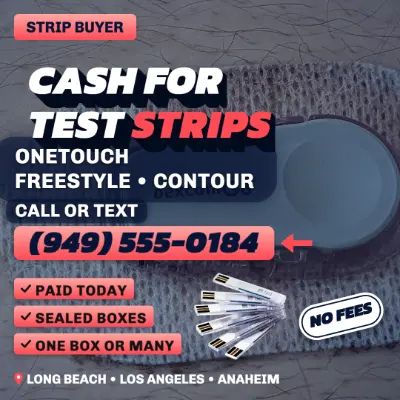 STRIP BUYER
CASH FOR
TEST STRIPS
ONETOUCH
FREESTYLE • CONTOUR
CALL OR TEXT
(949) 555-0184
PAID TODAY
SEALED BOXES
ONE BOX OR MANY
NO FEES
LONG BEACH • LOS ANGELES • ANAHEIM